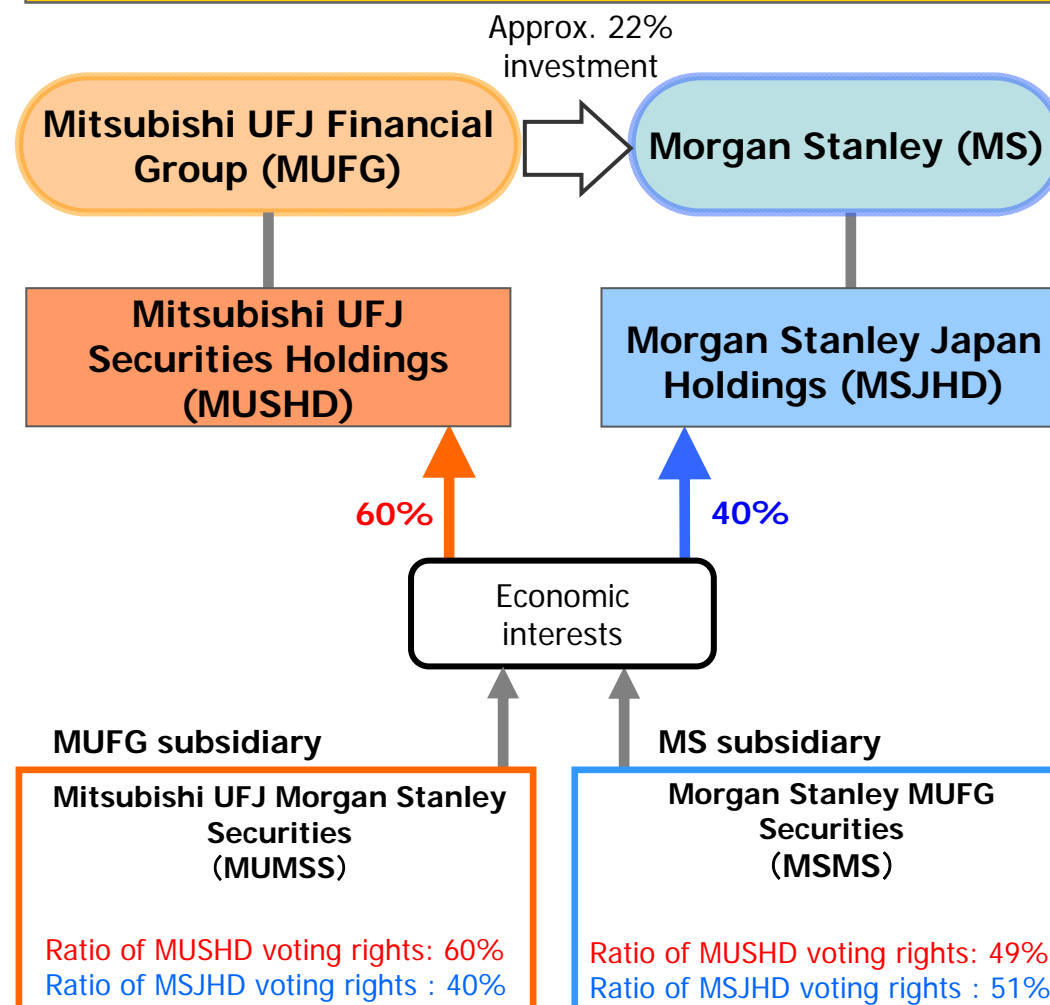 Approx. 22%
investment
Mitsubishi UFJ Financial
Group (MUFG)
Morgan Stanley (MS)
Mitsubishi UFJ
Securities Holdings
(MUSHD)
Morgan Stanley Japan
Holdings (MSJHD)
60%
40%
Economic
interests
MUFG subsidiary
MS subsidiary
Mitsubishi UFJ Morgan Stanley
Securities
(MUMSS)
Ratio of MUSHD voting rights: 60%
Ratio of MSJHD voting rights : 40%
Morgan Stanley MUFG
Securities
(MSMS)
Ratio of MUSHD voting rights: 49%
Ratio of MSJHD voting rights : 51%